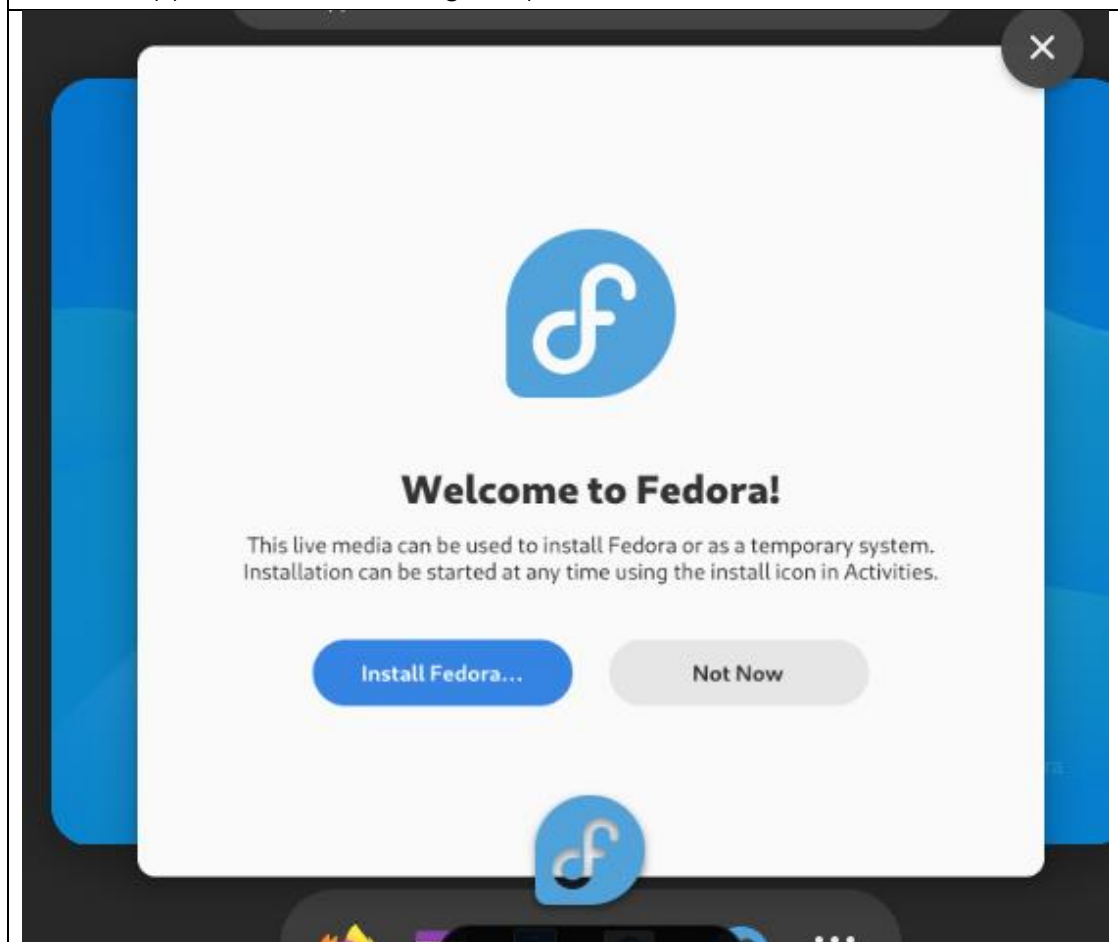 Welcome to Fedora!
This live media can be used to install Fedora or as a temporary system.
Installation can be started at any time using the install icon in Activities.
Install Fedora...
Not Now